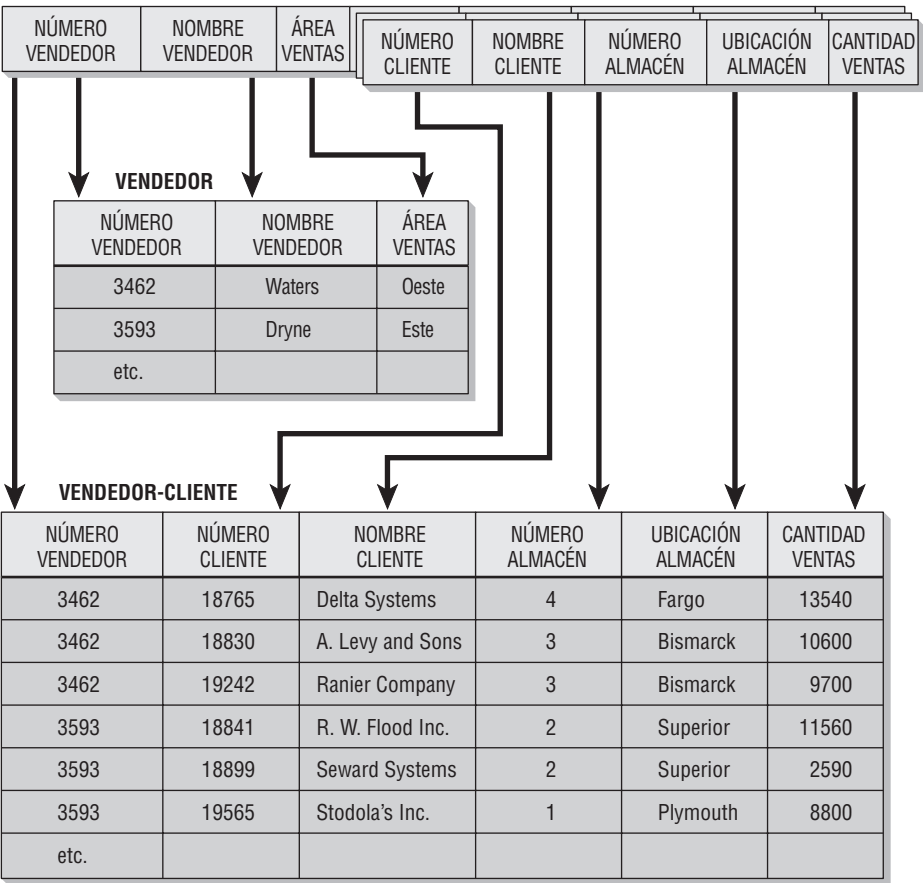 NÚMERO VENDEDOR NOMBRE VENDEDOR ÁREA VENTAS NÚMERO CLIENTE NOMBRE CLIENTE NÚMERO ALMACÉN UBICACIÓN ALMACÉN CANTIDAD VENTAS
VENDEDOR
NÚMERO VENDEDOR NOMBRE VENDEDOR ÁREA VENTAS
3462 Waters Oeste
3593 Dryne Este
etc.
VENDEDOR-CLIENTE
NÚMERO VENDEDOR NÚMERO CLIENTE NOMBRE CLIENTE NÚMERO ALMACÉN UBICACIÓN ALMACÉN CANTIDAD VENTAS
3462 18765 Delta Systems 4 Fargo 13540
3462 18830 A. Levy and Sons 3 Bismarck 10600
3462 19242 Ranier Company 3 Bismarck 9700
3593 18841 R. W. Flood Inc. 2 Superior 11560
3593 18899 Seward Systems 2 Superior 2590
3593 19565 Stodola's Inc. 1 Plymouth 8800
etc.